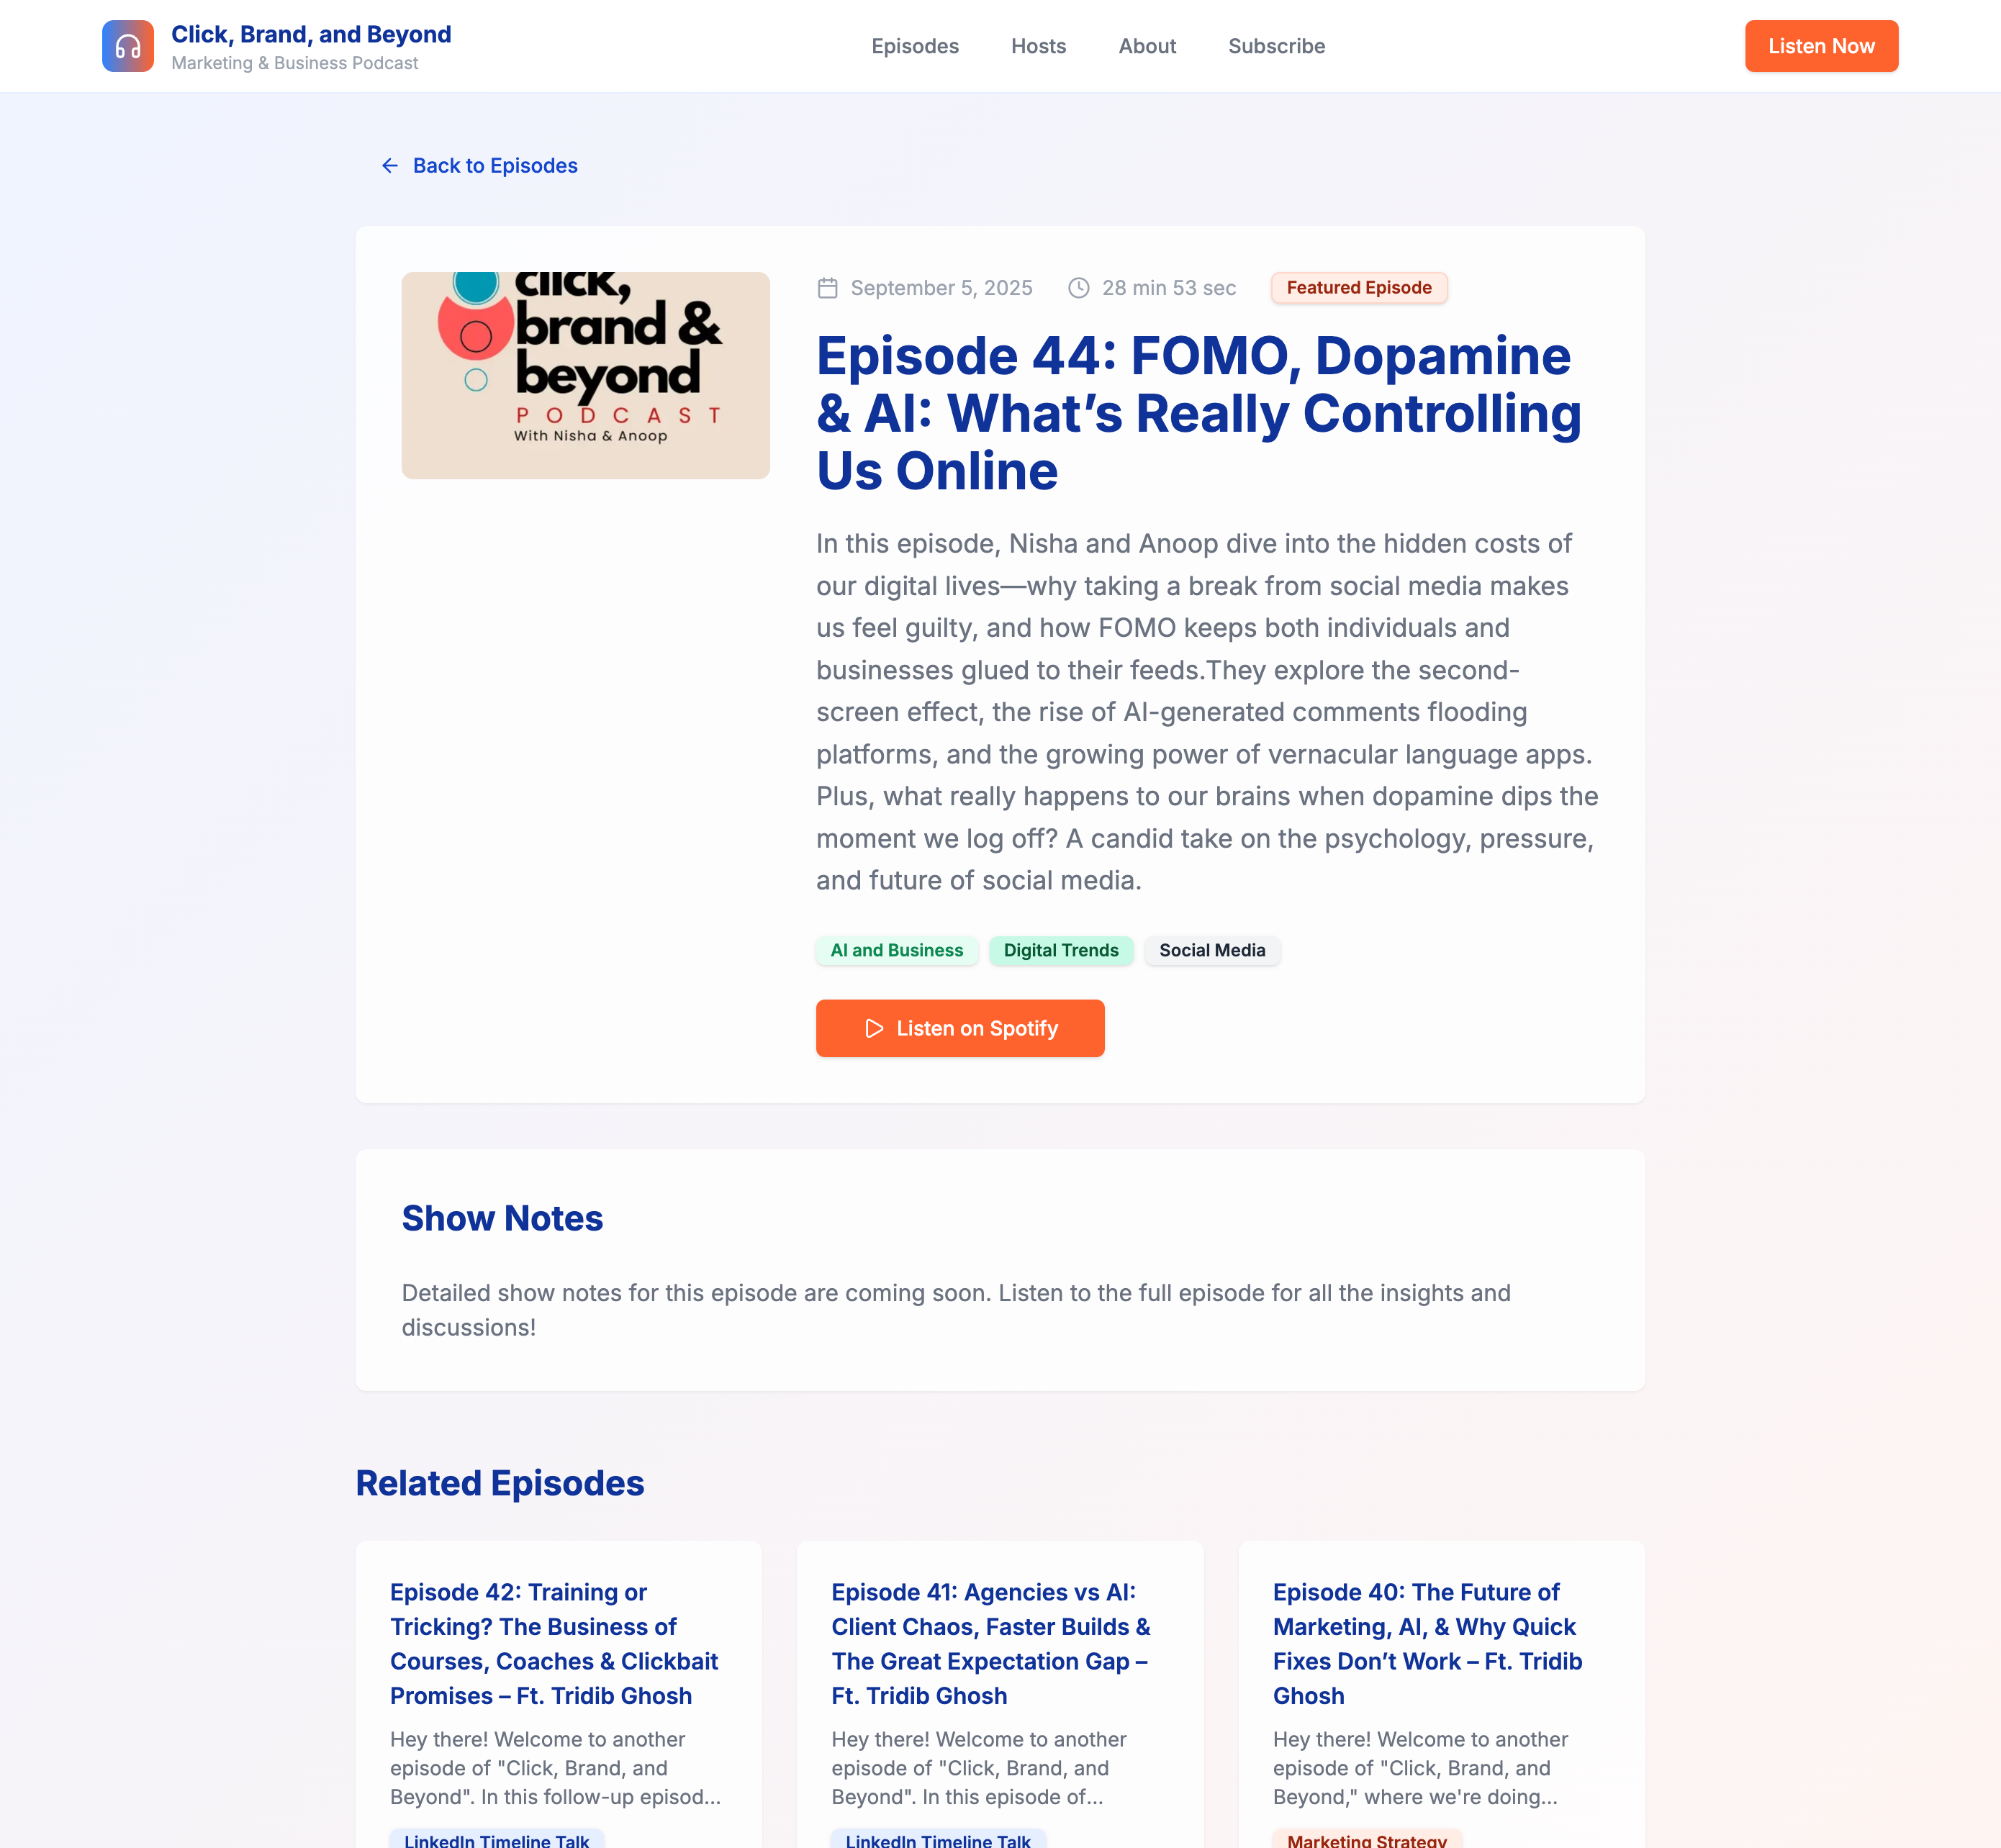 Click, Brand, and Beyond
Marketing & Business Podcast
Episodes
Hosts
About
Subscribe
Listen Now
Back to Episodes
click,
brand &
beyond
PODCAST
With Nisha & Anoop
September 5, 2025
28 min 53 sec
Featured Episode
Episode 44: FOMO, Dopamine
& AI: What’s Really Controlling
Us Online
In this episode, Nisha and Anoop dive into the hidden costs of
our digital lives—why taking a break from social media makes
us feel guilty, and how FOMO keeps both individuals and
businesses glued to their feeds.They explore the second-
screen effect, the rise of AI-generated comments flooding
platforms, and the growing power of vernacular language apps.
Plus, what really happens to our brains when dopamine dips the
moment we log off? A candid take on the psychology, pressure,
and future of social media.
AI and Business
Digital Trends
Social Media
Listen on Spotify
Show Notes
Detailed show notes for this episode are coming soon. Listen to the full episode for all the insights and
discussions!
Related Episodes
Episode 42: Training or
Tricking? The Business of
Courses, Coaches & Clickbait
Promises – Ft. Tridib Ghosh
Hey there! Welcome to another
episode of "Click, Brand, and
Beyond". In this follow-up episod...
LinkedIn Timeline Talk
Episode 41: Agencies vs AI:
Client Chaos, Faster Builds &
The Great Expectation Gap –
Ft. Tridib Ghosh
Hey there! Welcome to another
episode of "Click, Brand, and
Beyond". In this episode of...
LinkedIn Timeline Talk
Episode 40: The Future of
Marketing, AI, & Why Quick
Fixes Don’t Work – Ft. Tridib
Ghosh
Hey there! Welcome to another
episode of "Click, Brand, and
Beyond," where we're doing...
Marketing Strategy